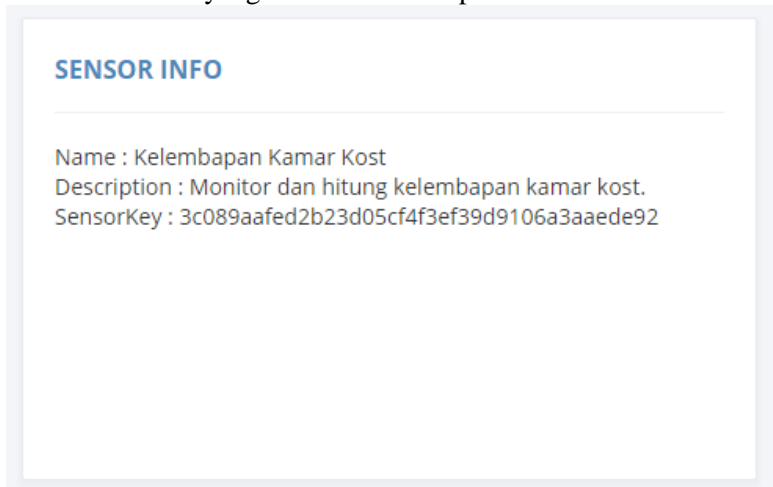 SENSOR INFO
Name : Kelembapan Kamar Kost
Description : Monitor dan hitung kelembapan kamar kost.
SensorKey : 3c089aafed2b23d05cf4f3ef39d9106a3aaede92